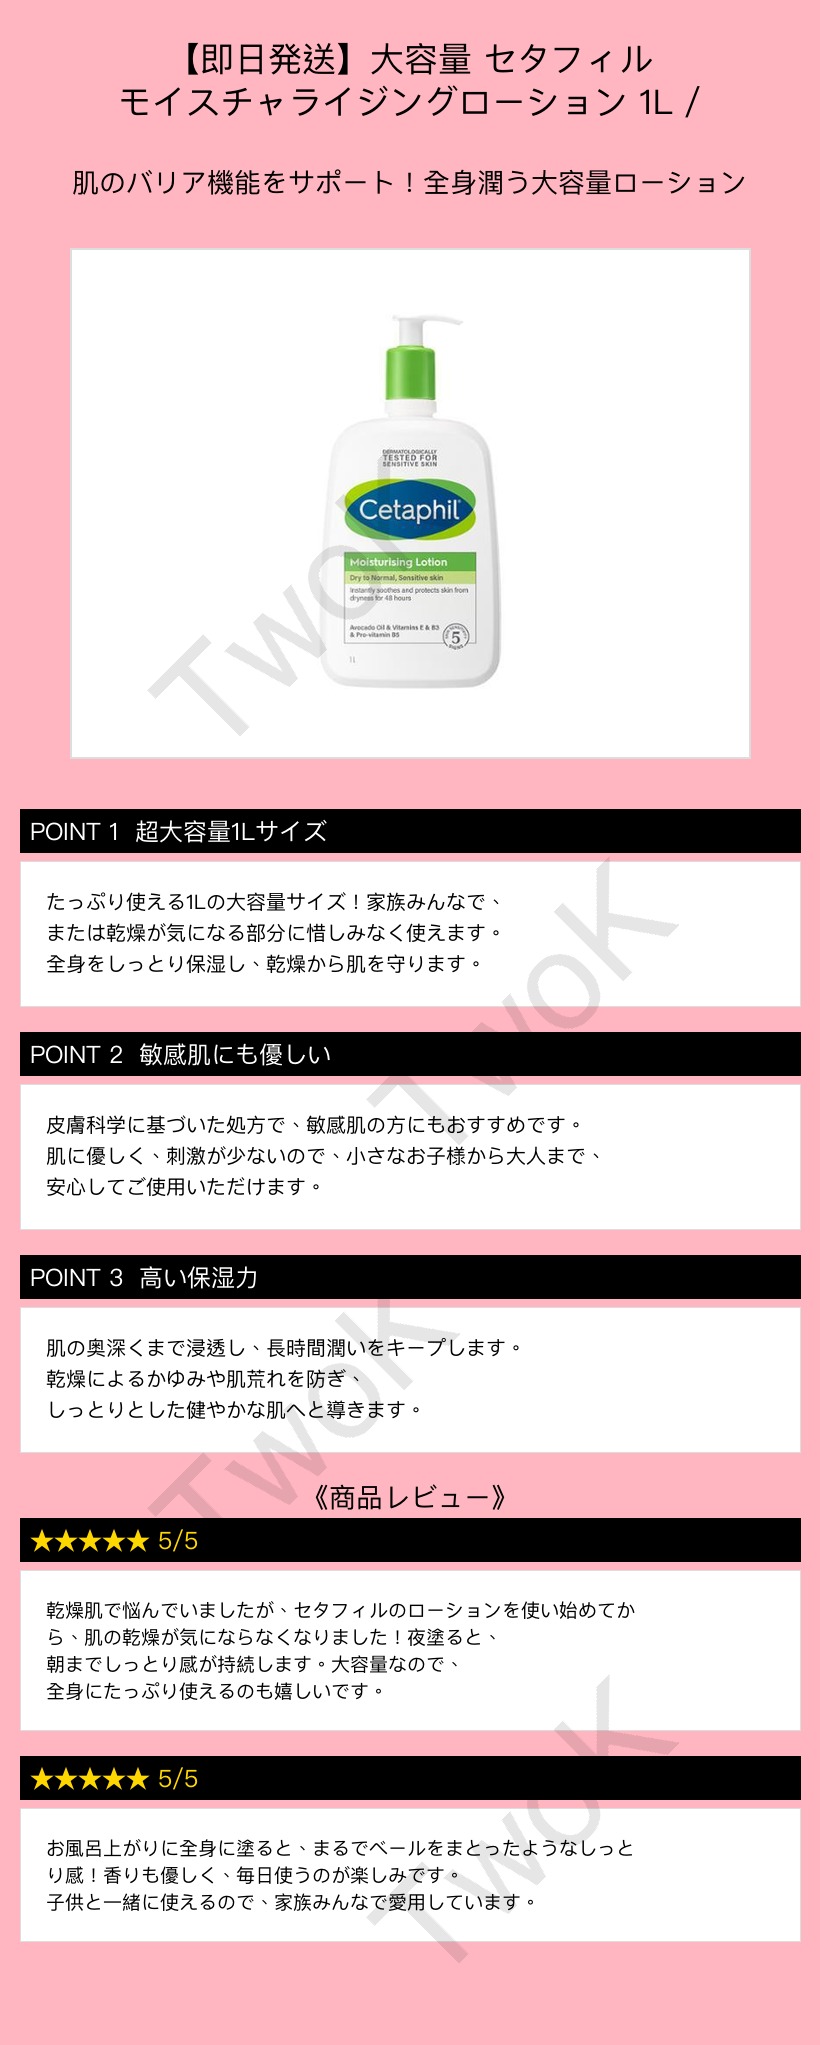 【即日発送】大容量 セタフィル
モイスチャライジングローション 1L /
肌のバリア機能をサポート！全身潤う大容量ローション
DERMATOLOGICALLY
TESTED FOR
SENSITIVE SKIN
Cetaphil
Moisturising Lotion
Dry to Normal, Sensitive skin
Instantly soothes and protects skin from
dryness for 48 hours
Avocado Oil & Vitamins E & B3
& Pro-vitamin B5
5
1L
TwoK
POINT 1 超大容量1Lサイズ
たっぷり使える1Lの大容量サイズ！家族みんなで、
または乾燥が気になる部分に惜しみなく使えます。
全身をしっとり保湿し、乾燥から肌を守ります。
TwoK
POINT 2 敏感肌にも優しい
皮膚科学に基づいた処方で、敏感肌の方にもおすすめです。
肌に優しく、刺激が少ないので、小さなお子様から大人まで、
安心してご使用いただけます。
POINT 3 高い保湿力
肌の奥深くまで浸透し、長時間潤いをキープします。
乾燥によるかゆみや肌荒れを防ぎ、
しっとりとした健やかな肌へと導きます。
TwoK
《商品レビュー》
★★★★★ 5/5
乾燥肌で悩んでいましたが、セタフィルのローションを使い始めてか
ら、肌の乾燥が気にならなくなりました！夜塗ると、
朝までしっとり感が持続します。大容量なので、
全身にたっぷり使えるのも嬉しいです。
★★★★★ 5/5
お風呂上がりに全身に塗ると、まるでベールをまとったようなしっと
り感！香りも優しく、毎日使うのが楽しみです。
子供と一緒に使えるので、家族みんなで愛用しています。
TwoK